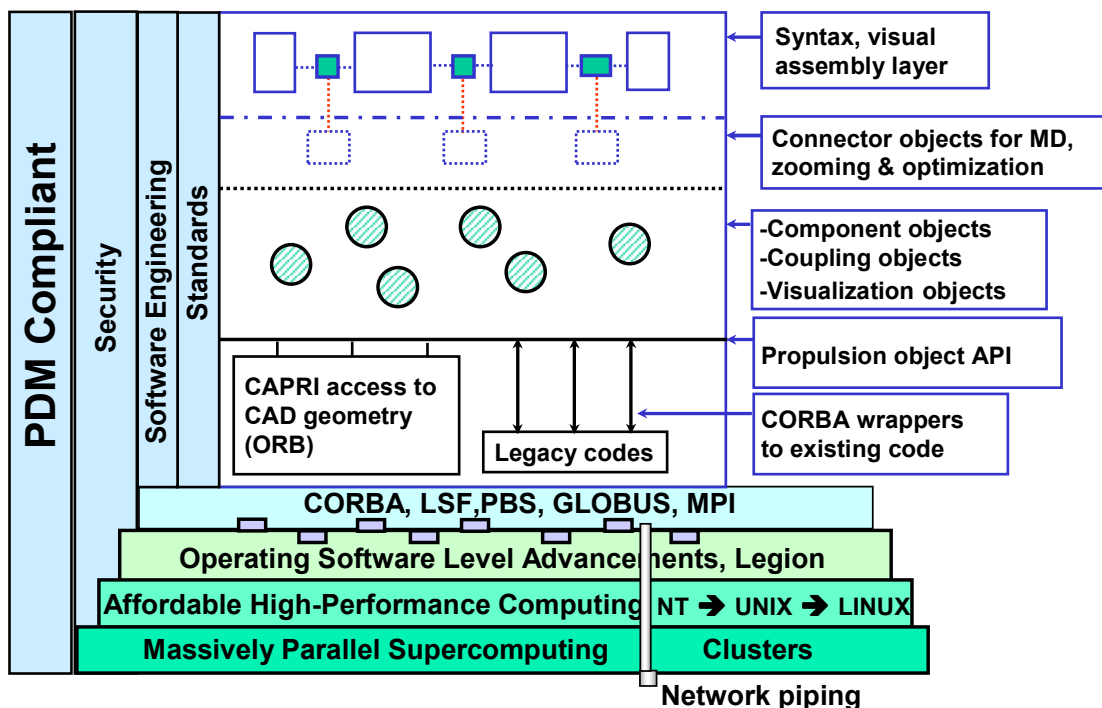 PDM Compliant
Security
Software Engineering
Standards
Syntax, visual
assembly layer
Connector objects for MD,
zooming & optimization
-Component objects
-Coupling objects
-Visualization objects
Propulsion object API
CAPRI access to
CAD geometry
(ORB)
Legacy codes
CORBA wrappers
to existing code
CORBA, LSF,PBS, GLOBUS, MPI
Operating Software Level Advancements, Legion
Affordable High-Performance Computing NT ➔ UNIX ➔ LINUX
Massively Parallel Supercomputing Clusters
Network piping